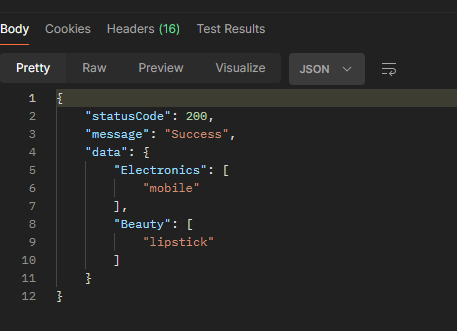 Body Cookies Headers (16) Test Results
Pretty Raw Preview Visualize JSON
1 {
2 "statusCode": 200,
3 "message": "Success",
4 "data": {
5 "Electronics": [
6 "mobile"
7 ],
8 "Beauty": [
9 "lipstick"
10 ]
11 }
12 }